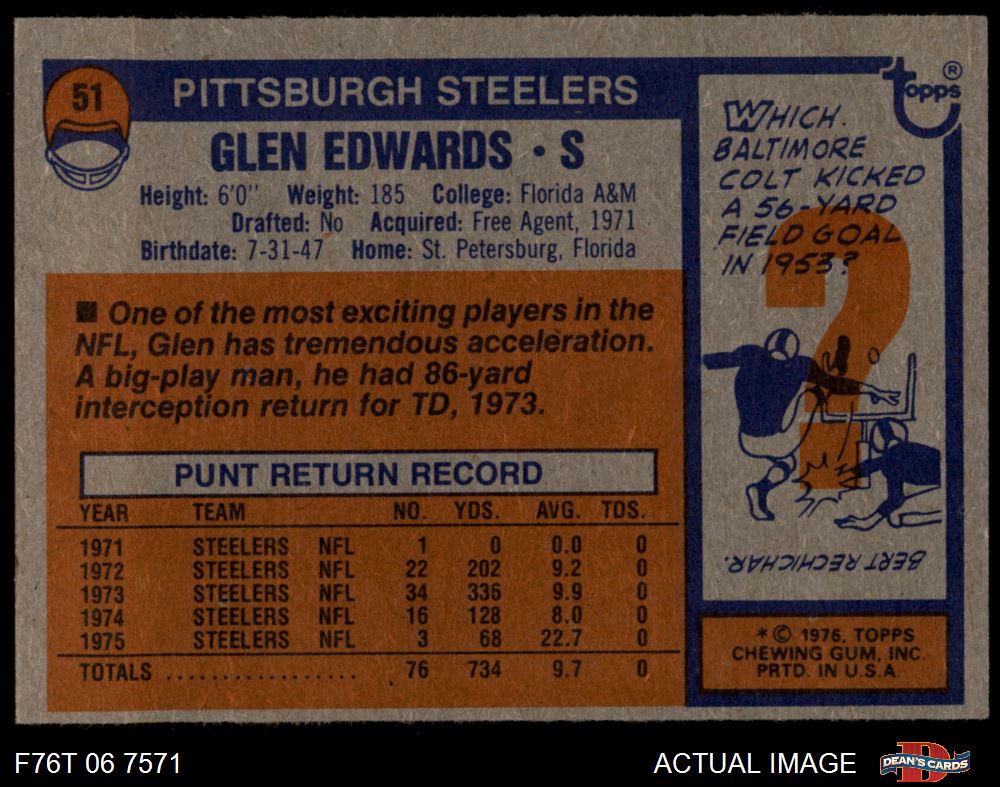 51
PITTSBURGH STEELERS
GLEN EDWARDS • S
Height: 6'0" Weight: 185 College: Florida A&M
Drafted: No Acquired: Free Agent, 1971
Birthdate: 7-31-47 Home: St. Petersburg, Florida
■ One of the most exciting players in the
NFL, Glen has tremendous acceleration.
A big-play man, he had 86-yard
interception return for TD, 1973.
PUNT RETURN RECORD
YEAR TEAM NO. YDS. AVG. TDS.
1971 STEELERS NFL 1 0 0.0 0
1972 STEELERS NFL 22 202 9.2 0
1973 STEELERS NFL 34 336 9.9 0
1974 STEELERS NFL 16 128 8.0 0
1975 STEELERS NFL 3 68 22.7 0
TOTALS .................. 76 734 9.7 0
topps ®
WHICH
BALTIMORE
COLT KICKED
A 56-YARD
FIELD GOAL
IN 1953?
?
BERT RECHICHAR.
*© 1976, TOPPS
CHEWING GUM, INC.
PRTD. IN U.S.A.
F76T 06 7571
ACTUAL IMAGE
D
DEAN'S CARDS